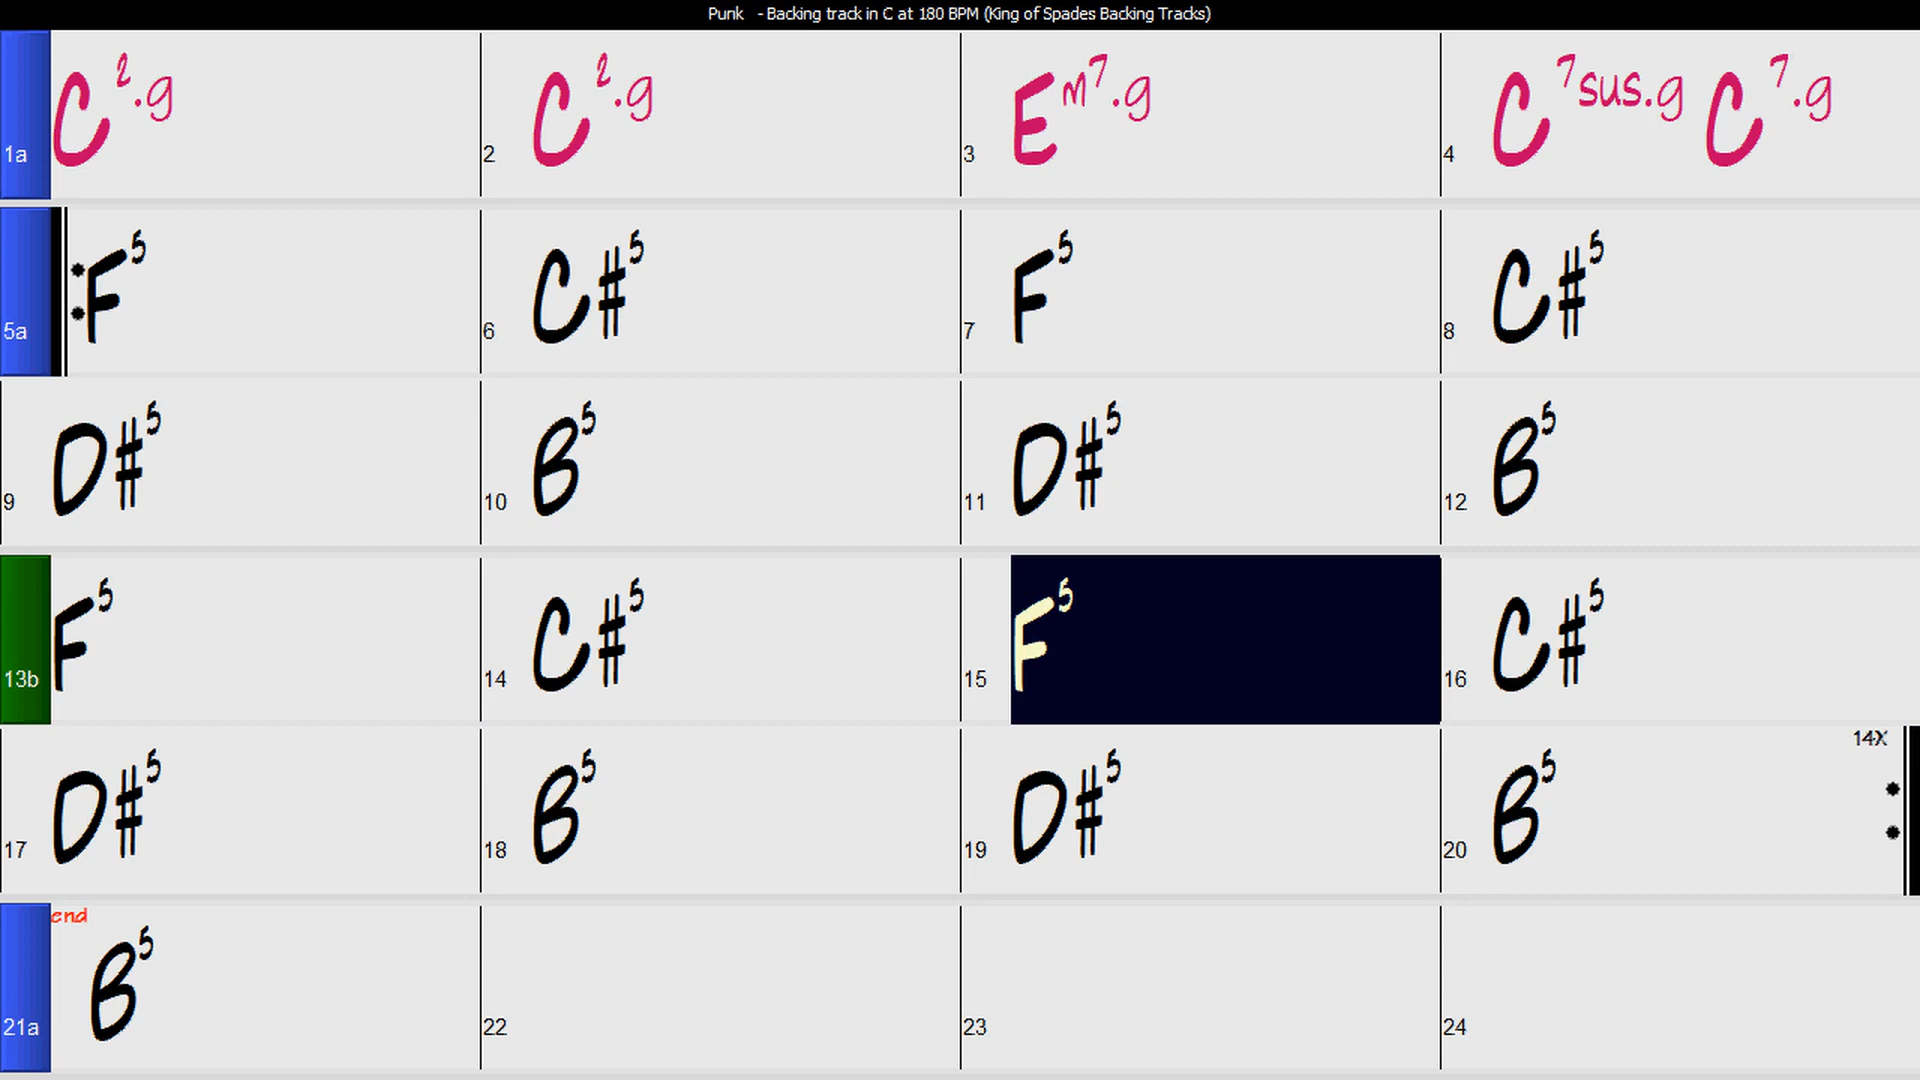 Punk - Backing track in C at 180 BPM (King of Spades Backing Tracks)
1a C2.g 2 C2.g 3 Em7.g 4 C7sus.g C7.g
5a F5 6 C#5 7 F5 8 C#5
9 D#5 10 B5 11 D#5 12 B5
13b F5 14 C#5 15 F5 16 C#5
14X
17 D#5 18 B5 19 D#5 20 B5
end
21a B5 22 23 24